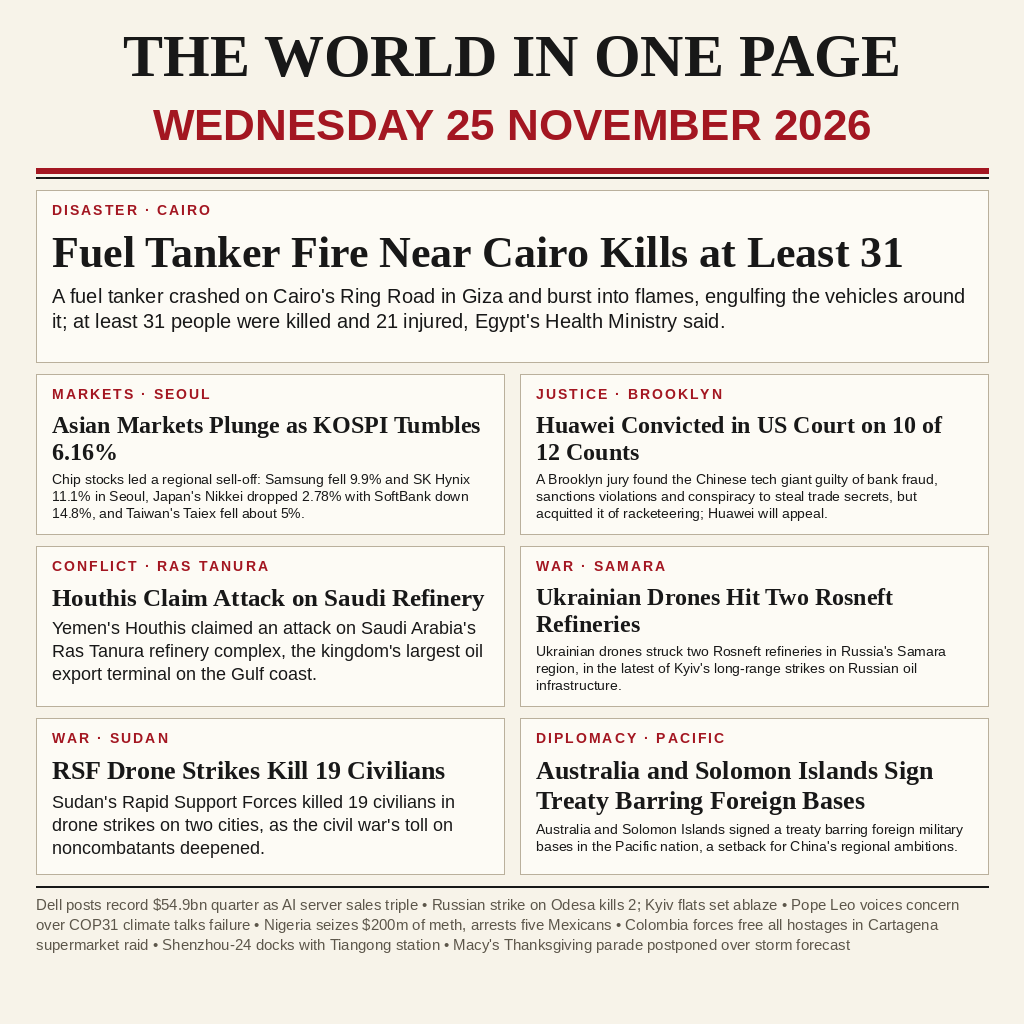 THE WORLD IN ONE PAGE
WEDNESDAY 25 NOVEMBER 2026
DISASTER · CAIRO
Fuel Tanker Fire Near Cairo Kills at Least 31
A fuel tanker crashed on Cairo's Ring Road in Giza and burst into flames, engulfing the vehicles around
it; at least 31 people were killed and 21 injured, Egypt's Health Ministry said.
MARKETS · SEOUL
Asian Markets Plunge as KOSPI Tumbles
6.16%
Chip stocks led a regional sell-off: Samsung fell 9.9% and SK Hynix
11.1% in Seoul, Japan's Nikkei dropped 2.78% with SoftBank down
14.8%, and Taiwan's Taiex fell about 5%.
JUSTICE · BROOKLYN
Huawei Convicted in US Court on 10 of
12 Counts
A Brooklyn jury found the Chinese tech giant guilty of bank fraud,
sanctions violations and conspiracy to steal trade secrets, but
acquitted it of racketeering; Huawei will appeal.
CONFLICT · RAS TANURA
Houthis Claim Attack on Saudi Refinery
Yemen's Houthis claimed an attack on Saudi Arabia's
Ras Tanura refinery complex, the kingdom's largest oil
export terminal on the Gulf coast.
WAR · SAMARA
Ukrainian Drones Hit Two Rosneft
Refineries
Ukrainian drones struck two Rosneft refineries in Russia's Samara
region, in the latest of Kyiv's long-range strikes on Russian oil
infrastructure.
WAR · SUDAN
RSF Drone Strikes Kill 19 Civilians
Sudan's Rapid Support Forces killed 19 civilians in
drone strikes on two cities, as the civil war's toll on
noncombatants deepened.
DIPLOMACY · PACIFIC
Australia and Solomon Islands Sign
Treaty Barring Foreign Bases
Australia and Solomon Islands signed a treaty barring foreign military
bases in the Pacific nation, a setback for China's regional ambitions.
Dell posts record $54.9bn quarter as AI server sales triple • Russian strike on Odesa kills 2; Kyiv flats set ablaze • Pope Leo voices concern
over COP31 climate talks failure • Nigeria seizes $200m of meth, arrests five Mexicans • Colombia forces free all hostages in Cartagena
supermarket raid • Shenzhou-24 docks with Tiangong station • Macy's Thanksgiving parade postponed over storm forecast